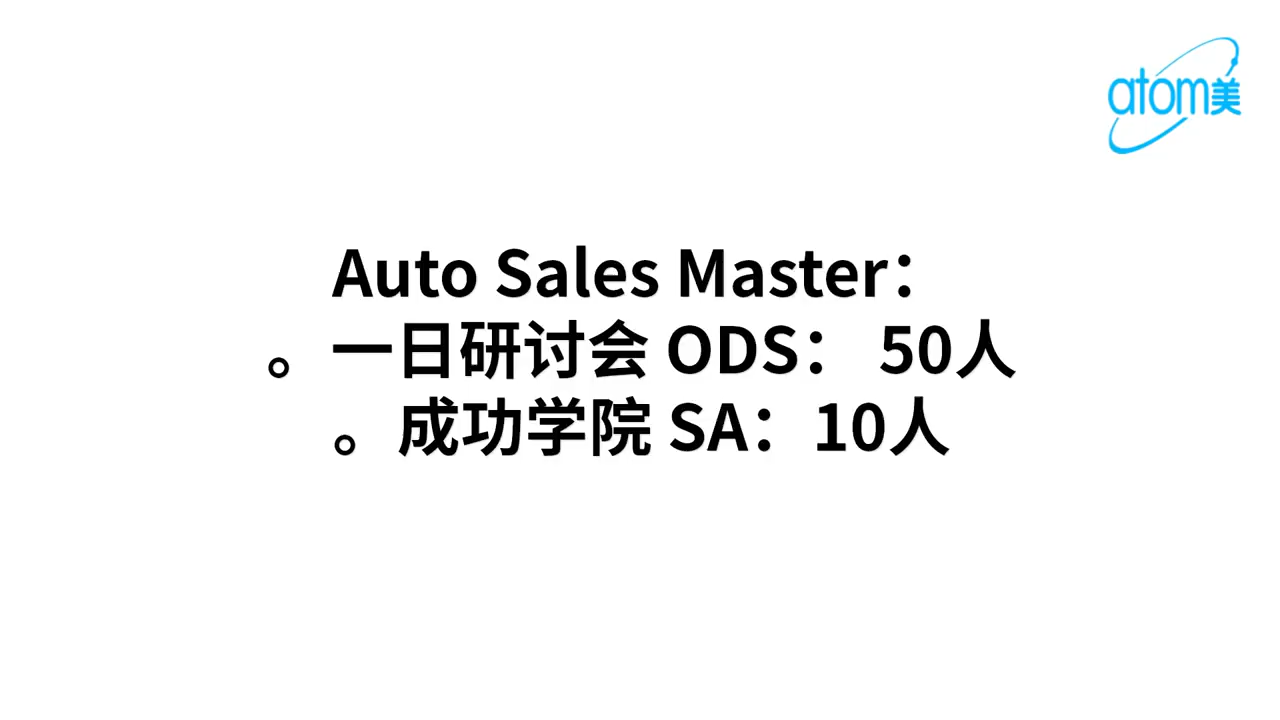 atom美
Auto Sales Master：
。一日研讨会 ODS： 50人
。成功学院 SA：10人